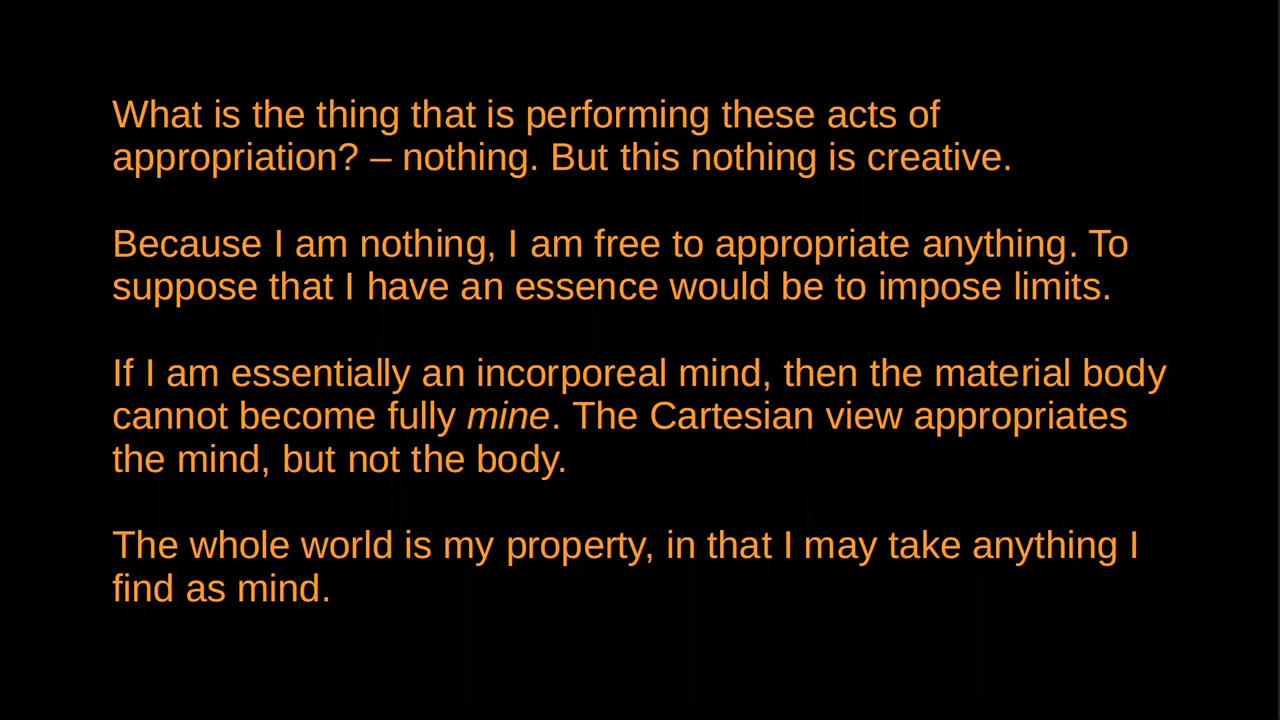 What is the thing that is performing these acts of
appropriation? – nothing. But this nothing is creative.
Because I am nothing, I am free to appropriate anything. To
suppose that I have an essence would be to impose limits.
If I am essentially an incorporeal mind, then the material body
cannot become fully mine. The Cartesian view appropriates
the mind, but not the body.
The whole world is my property, in that I may take anything I
find as mind.